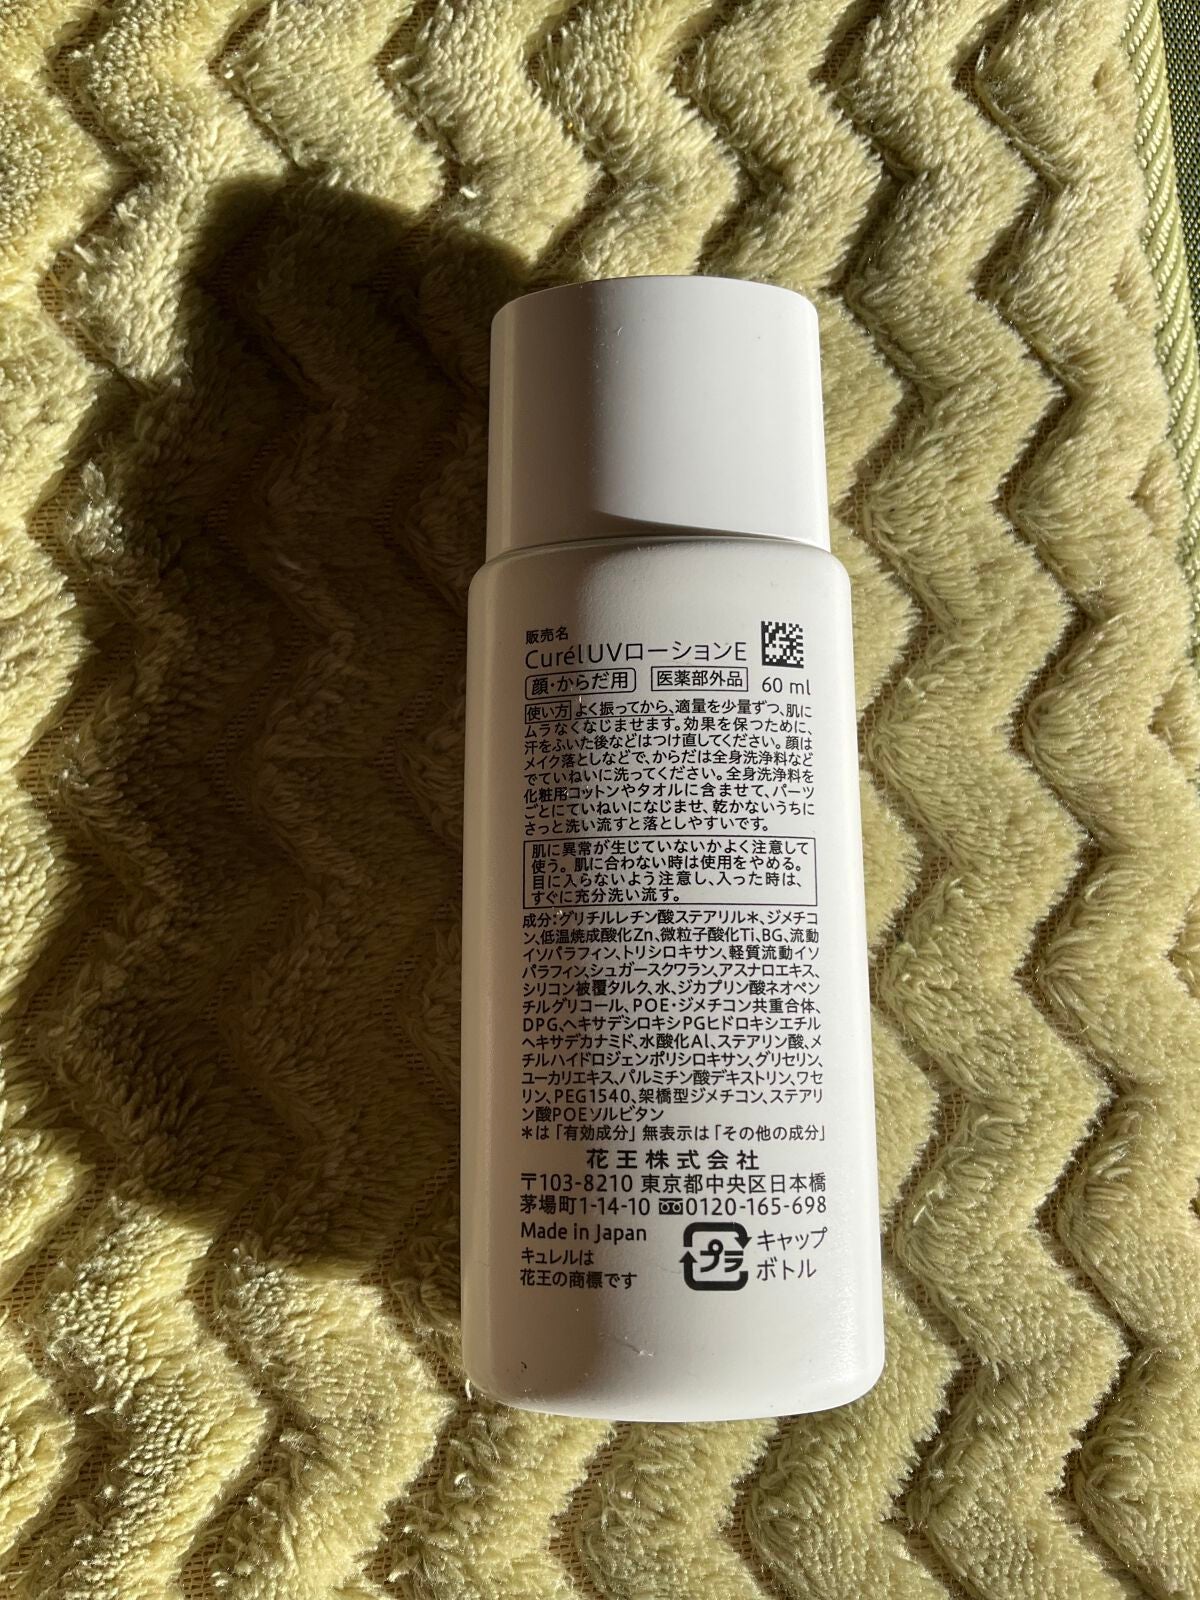 販売名
CurélUVローションE
顔・からだ用 医薬部外品 60 ml
使い方 よく振ってから、適量を少量ずつ、肌に
ムラなくなじませます。効果を保つために、
汗をふいた後などはつけ直してください。顔は
メイク落としなどで、からだは全身洗浄料など
でていねいに洗ってください。全身洗浄料を
化粧用コットンやタオルに含ませて、パーツ
ごとにていねいになじませ、乾かないうちに
さっと洗い流すと落としやすいです。
肌に異常が生じていないかよく注意して
使う。肌に合わない時は使用をやめる。
目に入らないよう注意し、入った時は、
すぐに充分洗い流す。
成分：グリチルレチン酸ステアリル＊、ジメチコ
ン、低温焼成酸化Zn、微粒子酸化Ti、BG、流動
イソパラフィン、トリシロキサン、軽質流動イソ
パラフィン、シュガースクワラン、アスナロエキス、
シリコン被覆タルク、水、ジカプリン酸ネオペン
チルグリコール、POE・ジメチコン共重合体、
DPG、ヘキサデシロキシPGヒドロキシエチル
ヘキサデカナミド、水酸化Al、ステアリン酸、メ
チルハイドロジェンポリシロキサン、グリセリン、
ユーカリエキス、パルミチン酸デキストリン、ワセ
リン、PEG1540、架橋型ジメチコン、ステアリ
ン酸POEソルビタン
＊は「有効成分」無表示は「その他の成分」
花王株式会社
〒103-8210 東京都中央区日本橋
茅場町1-14-10 0120-165-698
Made in Japan
キュレルは
花王の商標です
プラ キャップ
ボトル